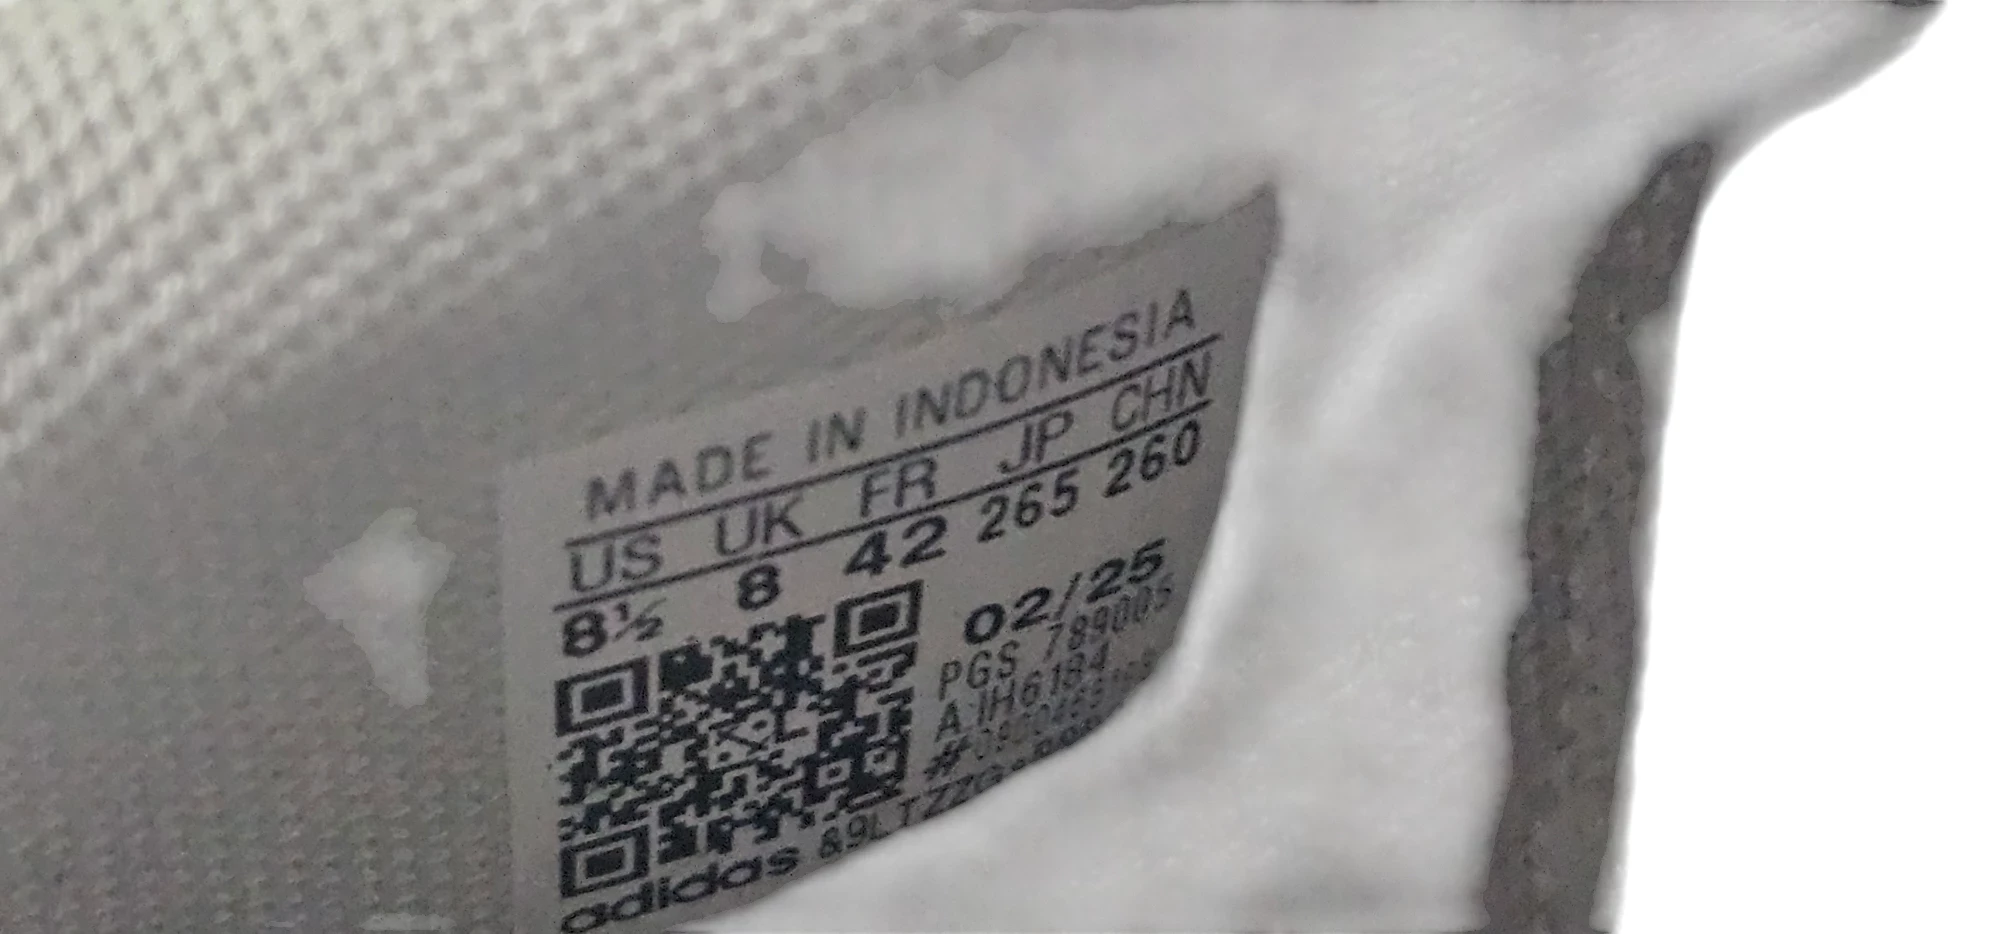 MADE IN INDONESIA
US UK FR JP CHN
8½ 8 42 265 260
02/25
PGS 789005
A.IH6184
adidas